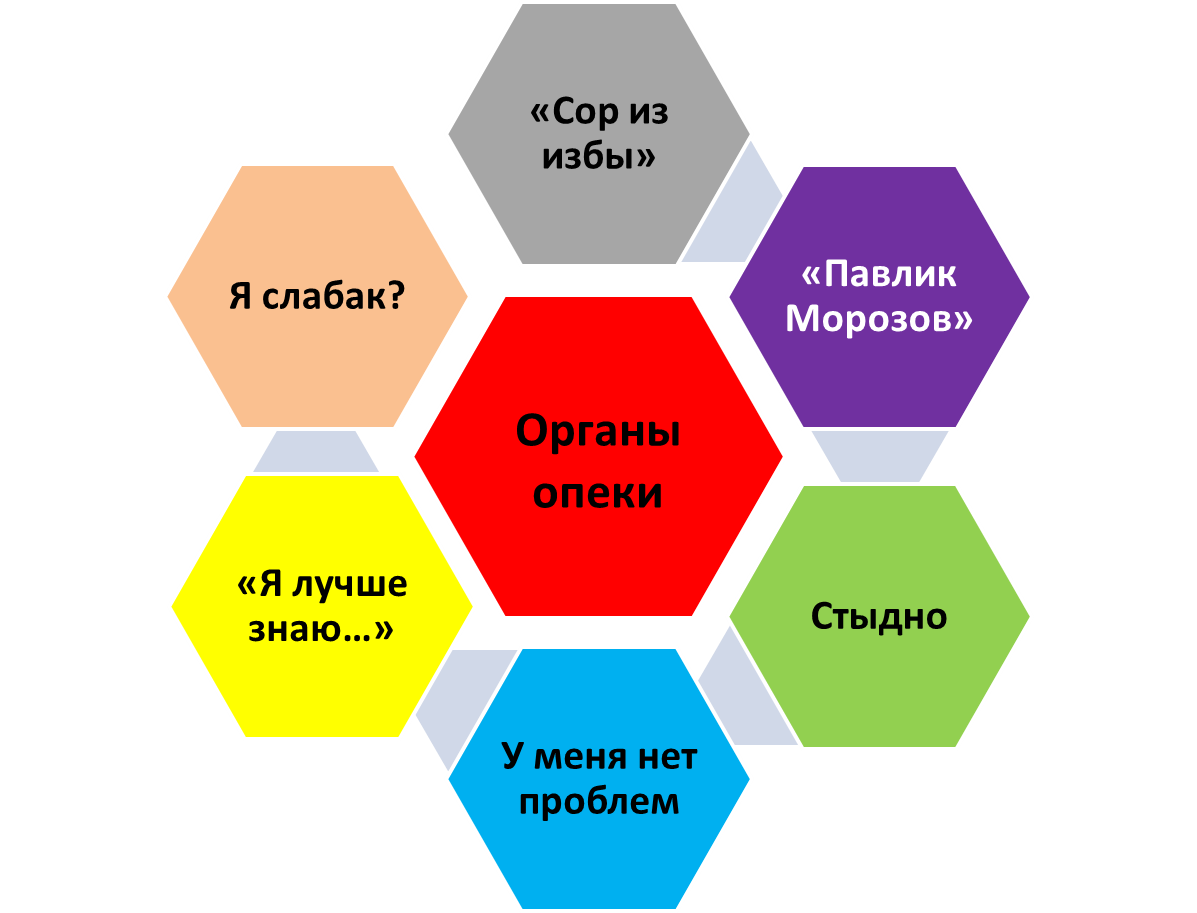 «Сор из
избы»
«Павлик
Морозов»
Я слабак?
Органы
опеки
«Я лучше
знаю…»
Стыдно
У меня нет
проблем